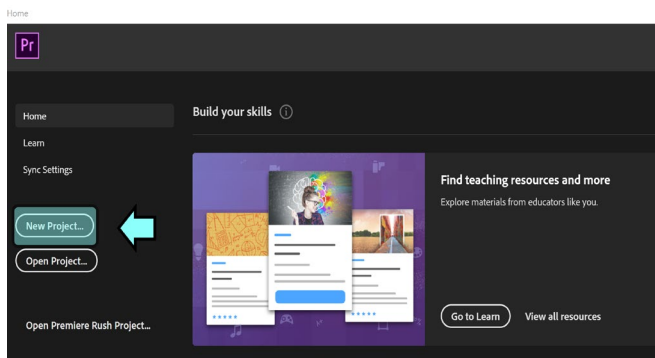 Home
Pr
Home
Learn
Sync Settings
New Project...
Open Project...
Open Premiere Rush Project...
Build your skills
Find teaching resources and more
Explore materials from educators like you.
Go to Learn
View all resources